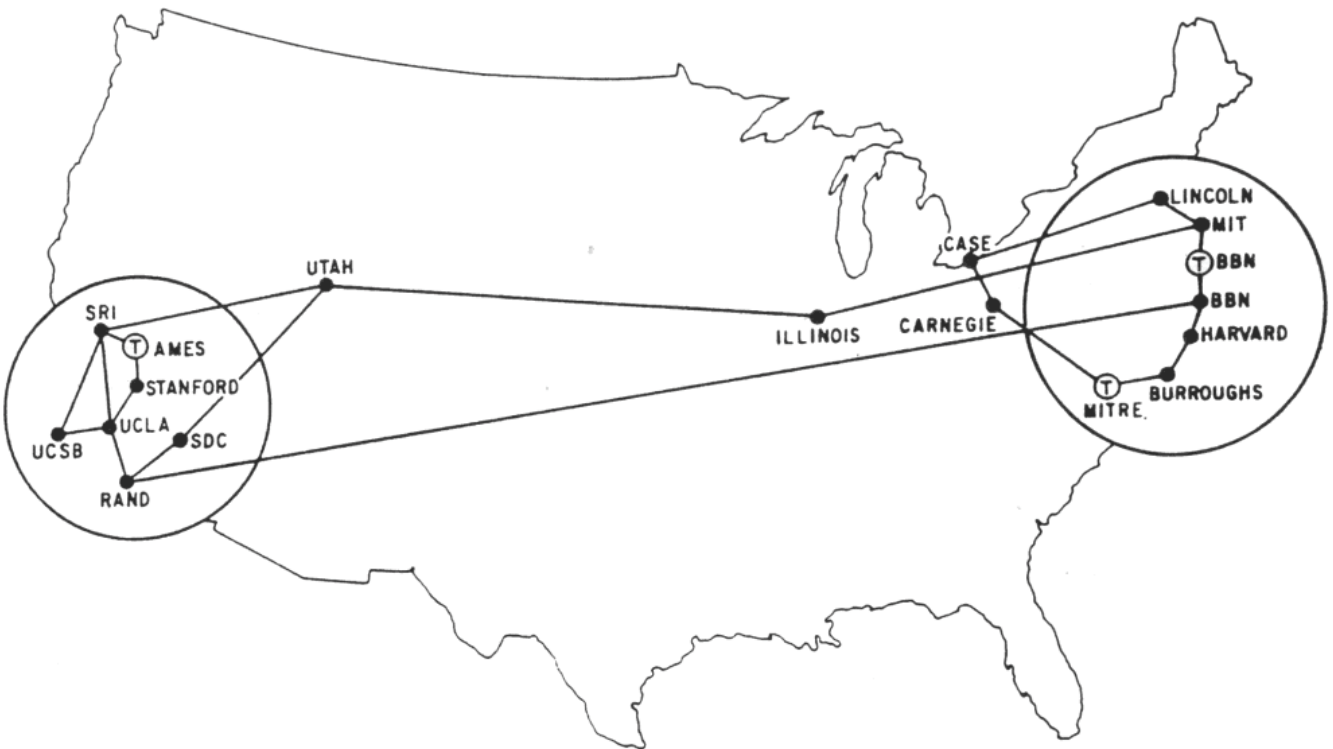 LINCOLN
MIT
CASE
T BBN
UTAH
BBN
SRI
CARNEGIE
ILLINOIS
HARVARD
T AMES
STANFORD
T
BURROUGHS
MITRE.
UCLA
SDC
UCSB
RAND